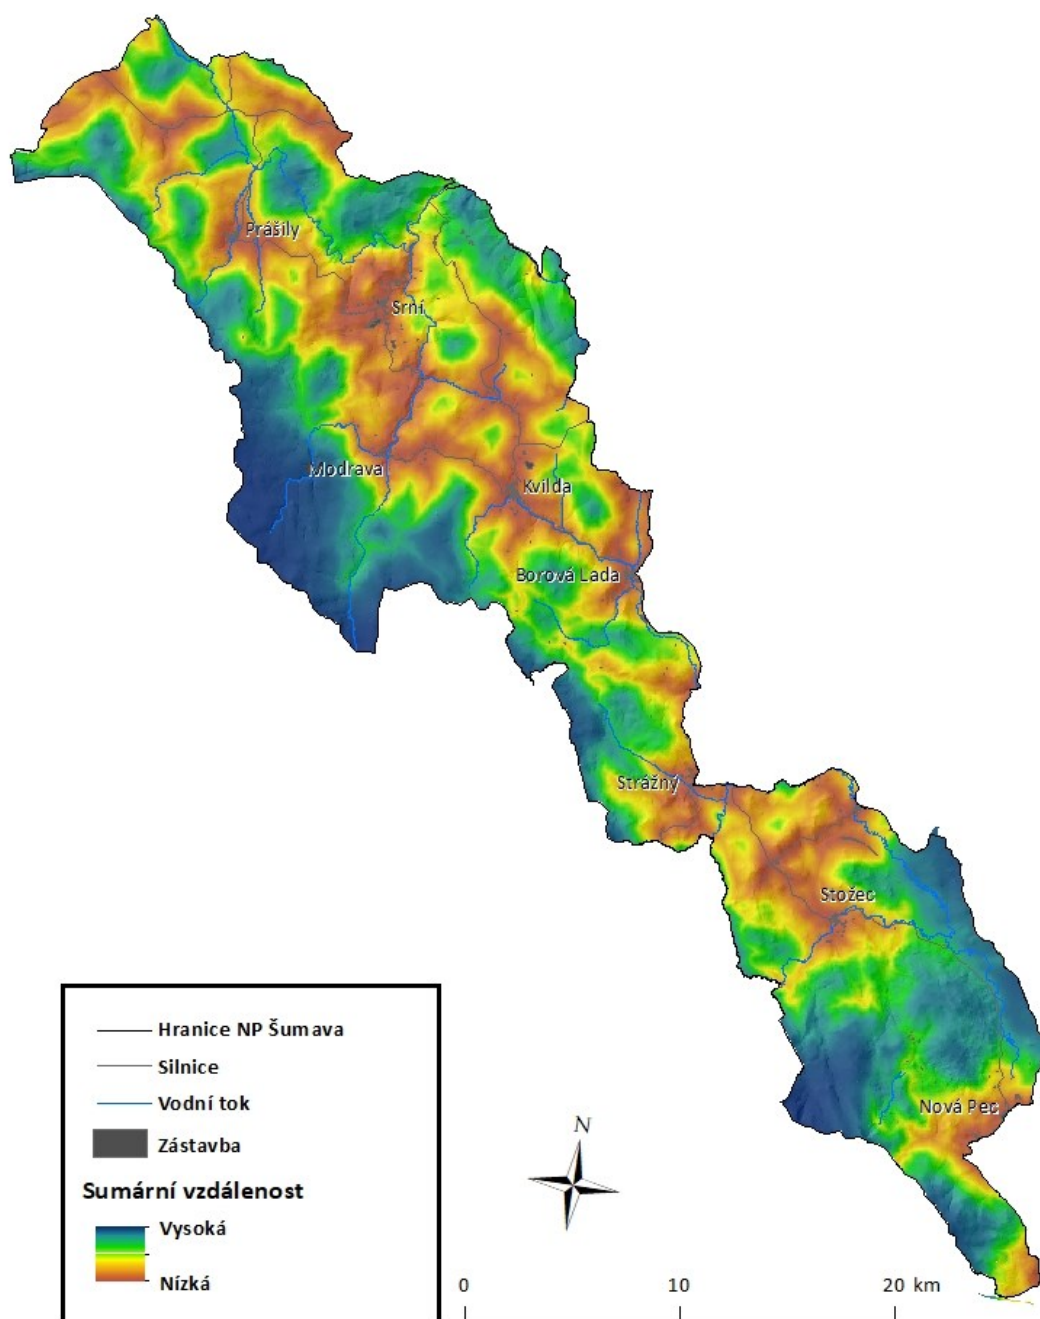 Prášily
Srní
Modrava
Kvilda
Borová Lada
Strážný
Stožec
Nová Pec
Hranice NP Šumava
Silnice
Vodní tok
Zástavba
Sumární vzdálenost
Vysoká
Nízká
N
0 10 20 km